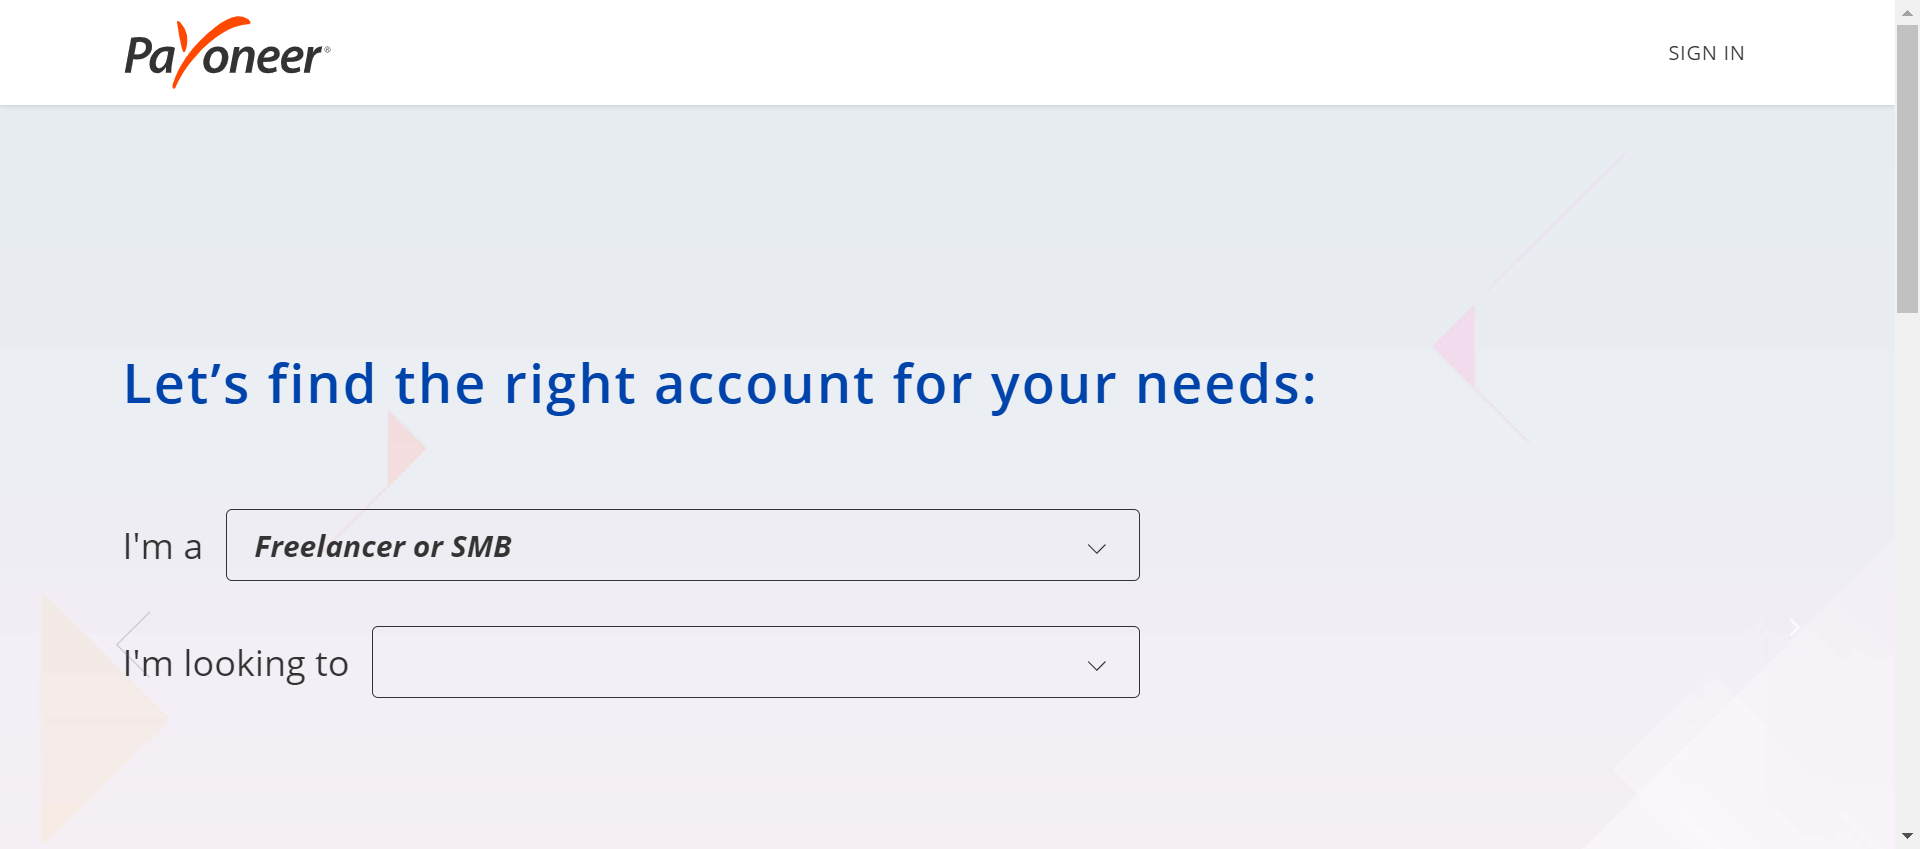 Payoneer®
SIGN IN
Let’s find the right account for your needs:
I'm a
Freelancer or SMB
I'm looking to